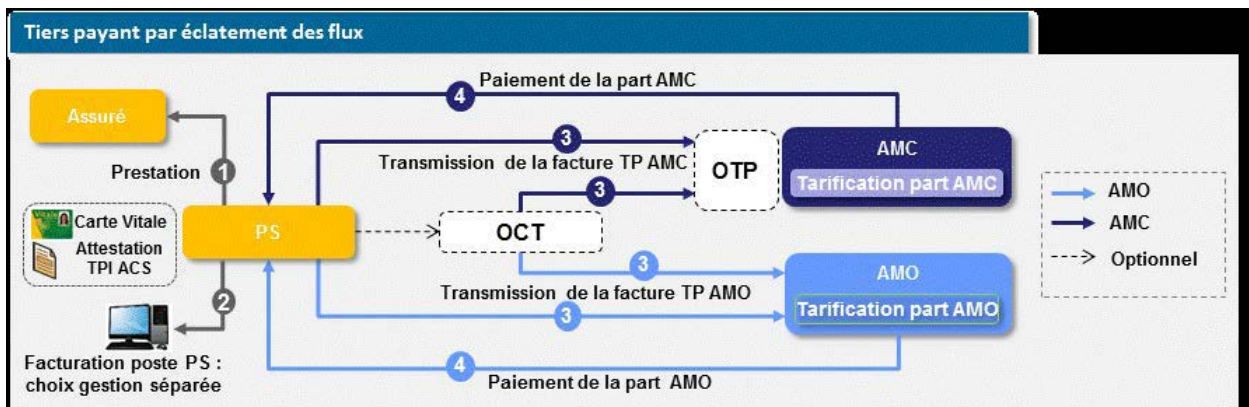 Tiers payant par éclatement des flux
Paiement de la part AMC
4
Assuré
3
AMC
Transmission de la facture TP AMC
OTP
Tarification part AMC
Prestation
1
3
AMO
AMC
Optionnel
Carte Vitale
Attestation
TPI ACS
PS
OCT
3
AMO
Transmission de la facture TP AMO
Tarification part AMO
2
3
Facturation poste PS :
choix gestion séparée
4
Paiement de la part AMO